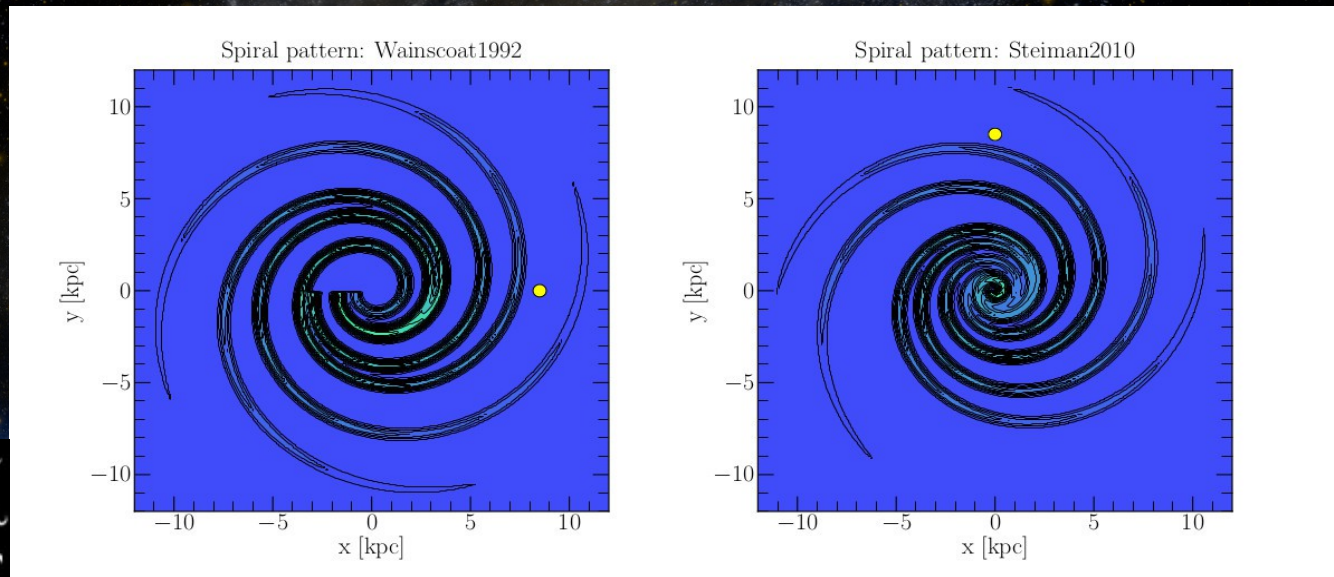 Spiral pattern: Wainscoat1992
10
5
0
−5
−10
y [kpc]
−10 −5 0 5 10
x [kpc]
Spiral pattern: Steiman2010
10
5
0
−5
−10
y [kpc]
−10 −5 0 5 10
x [kpc]